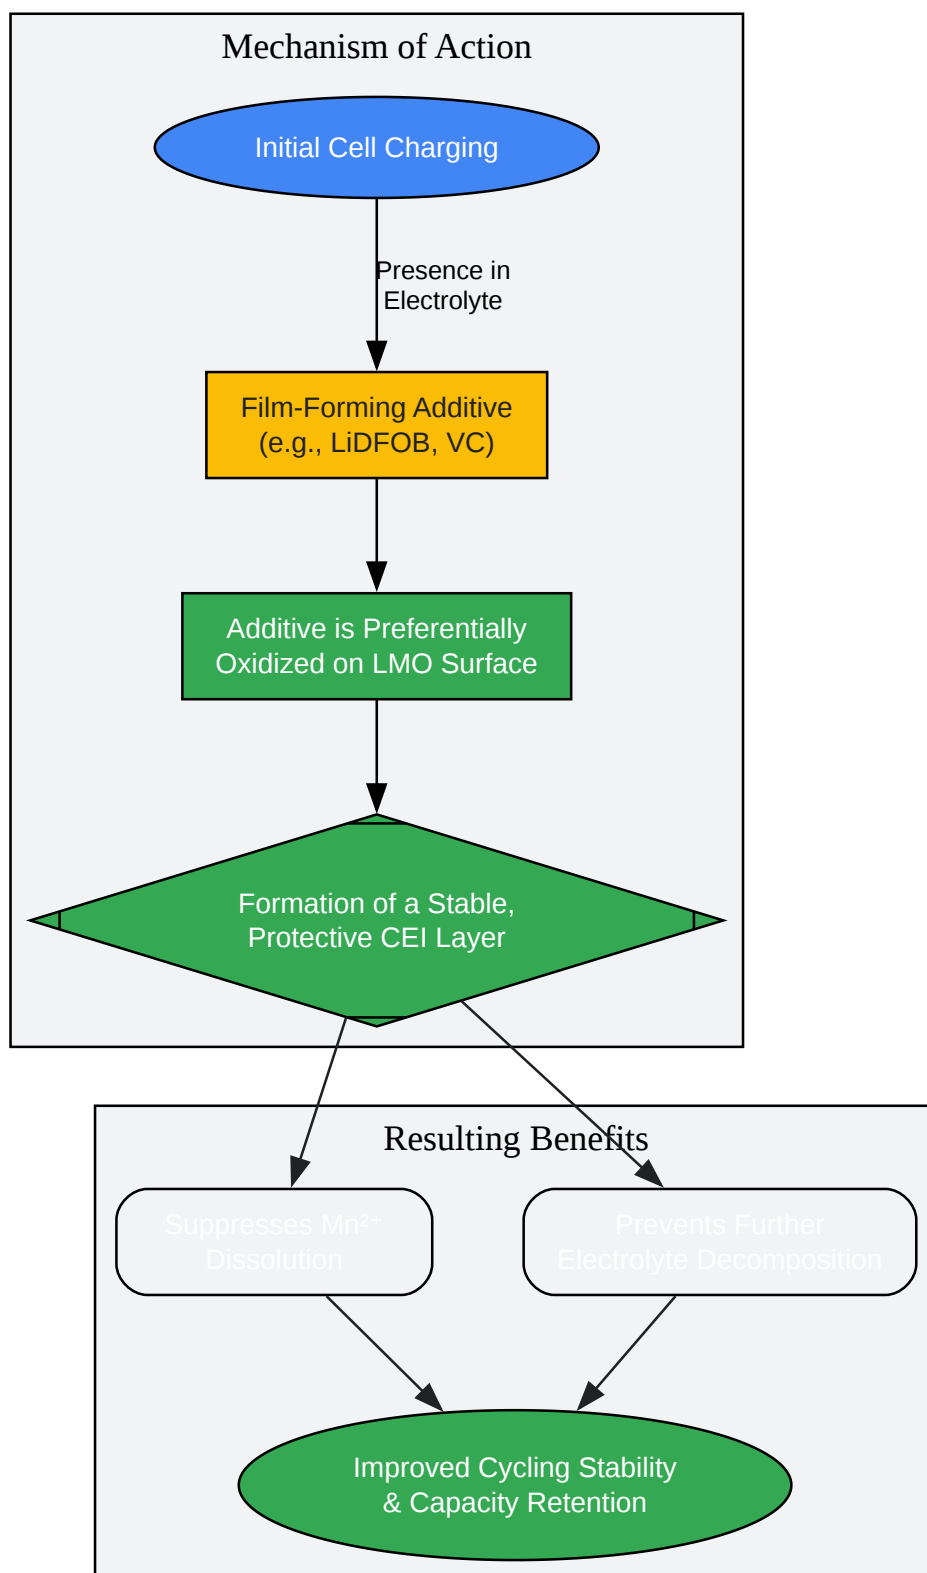 Mechanism of Action
Initial Cell Charging
Presence in
Electrolyte
Film-Forming Additive
(e.g., LiDFOB, VC)
Additive is Preferentially
Oxidized on LMO Surface
Formation of a Stable,
Protective CEI Layer
Resulting Benefits
Suppresses Mn²⁺
Dissolution
Prevents Further
Electrolyte Decomposition
Improved Cycling Stability
& Capacity Retention